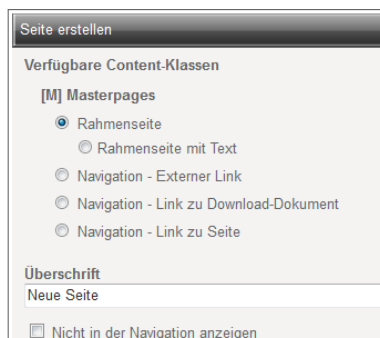 Seite erstellen
Verfügbare Content-Klassen
[M] Masterpages
Rahmenseite
Rahmenseite mit Text
Navigation - Externer Link
Navigation - Link zu Download-Dokument
Navigation - Link zu Seite
Überschrift
Neue Seite
Nicht in der Navigation anzeigen